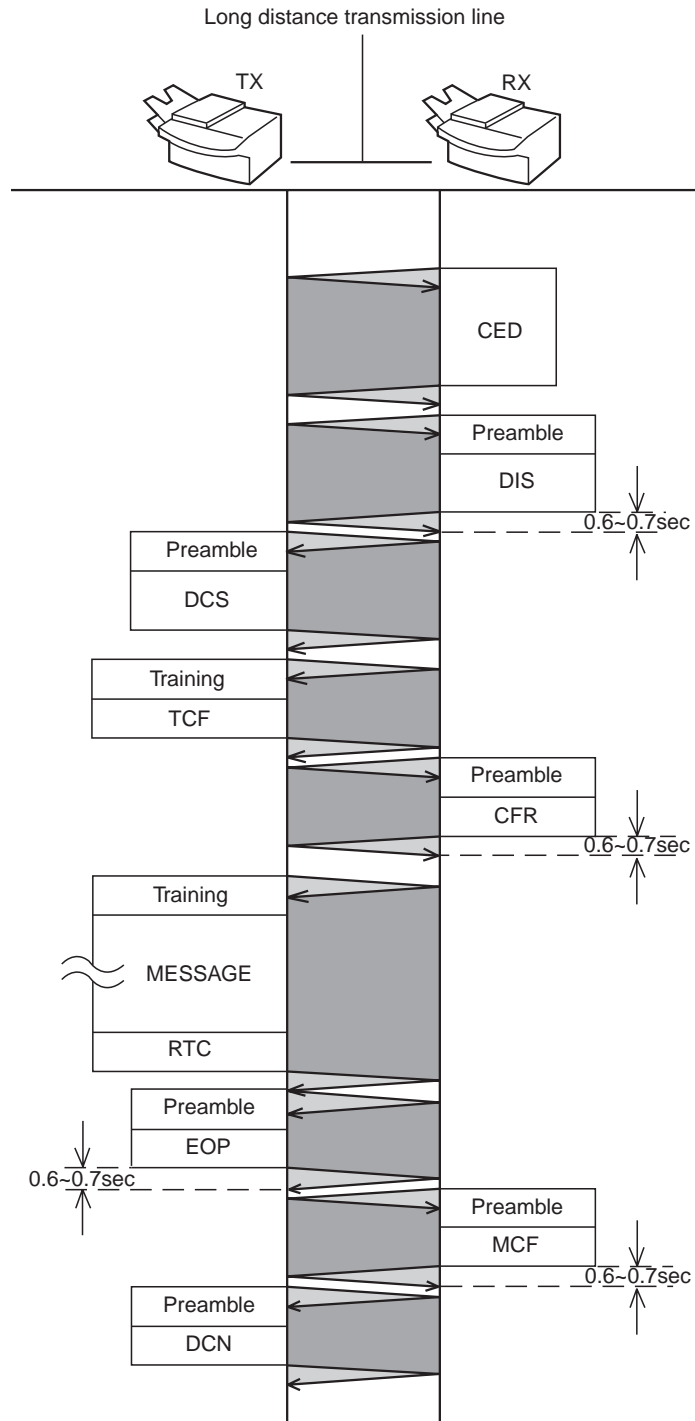 Long distance transmission line
TX
RX
CED
Preamble
DIS
0.6~0.7sec
Preamble
DCS
Training
TCF
Preamble
CFR
0.6~0.7sec
Training
MESSAGE
RTC
Preamble
EOP
0.6~0.7sec
Preamble
MCF
0.6~0.7sec
Preamble
DCN